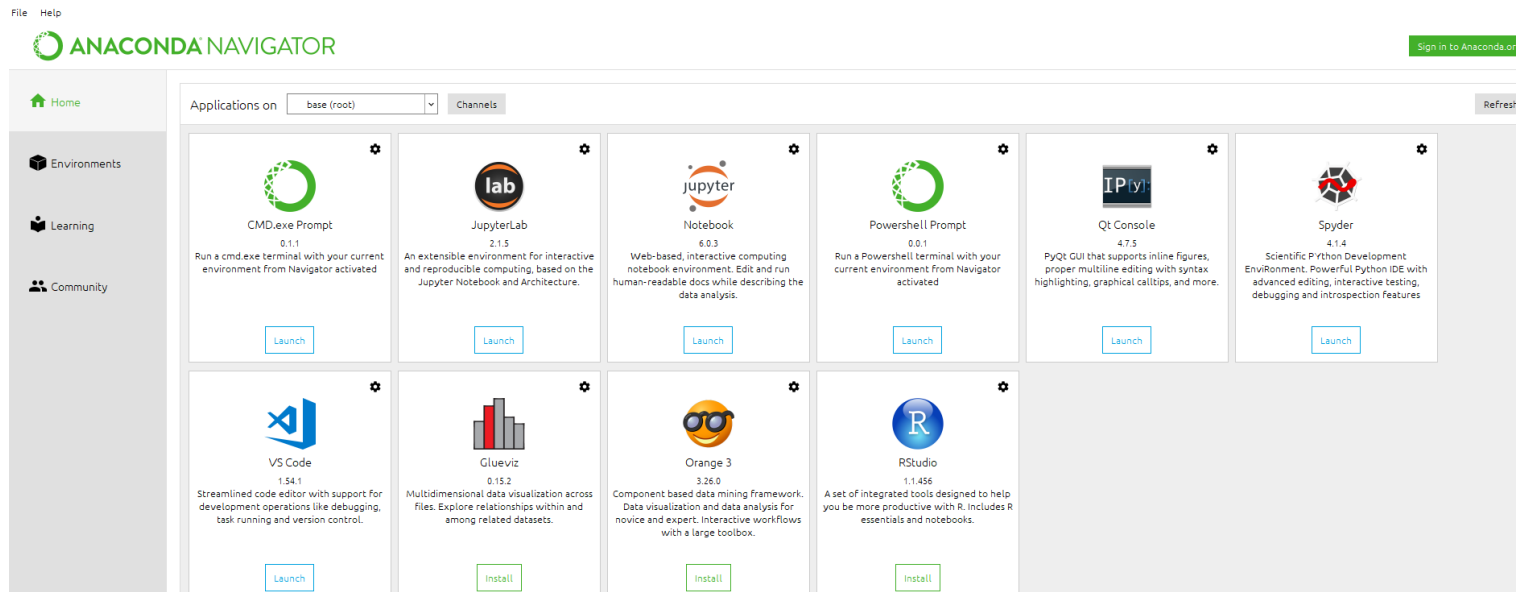 File Help
ANACONDA NAVIGATOR
Sign in to Anaconda.or
Home
Environments
Learning
Community
Applications on base (root) Channels
Refresh
CMD.exe Prompt
0.1.1
Run a cmd.exe terminal with your current
environment from Navigator activated
Launch
lab
JupyterLab
2.1.5
An extensible environment for interactive
and reproducible computing, based on the
Jupyter Notebook and Architecture.
Launch
jupyter
Notebook
6.0.3
Web-based, interactive computing
notebook environment. Edit and run
human-readable docs while describing the
data analysis.
Launch
Powershell Prompt
0.0.1
Run a Powershell terminal with your
current environment from Navigator
activated
Launch
IP[y]:
Qt Console
4.7.5
PyQt GUI that supports inline figures,
proper multiline editing with syntax
highlighting, graphical calltips, and more.
Launch
Spyder
4.1.4
Scientific PYthon Development
EnviRonment. Powerful Python IDE with
advanced editing, interactive testing,
debugging and introspection features
Launch
VS Code
1.54.1
Streamlined code editor with support for
development operations like debugging,
task running and version control.
Launch
Glueviz
0.15.2
Multidimensional data visualization across
files. Explore relationships within and
among related datasets.
Install
Orange 3
3.26.0
Component based data mining framework.
Data visualization and data analysis for
novice and expert. Interactive workflows
with a large toolbox.
Install
R
RStudio
1.1.456
A set of integrated tools designed to help
you be more productive with R. Includes R
essentials and notebooks.
Install